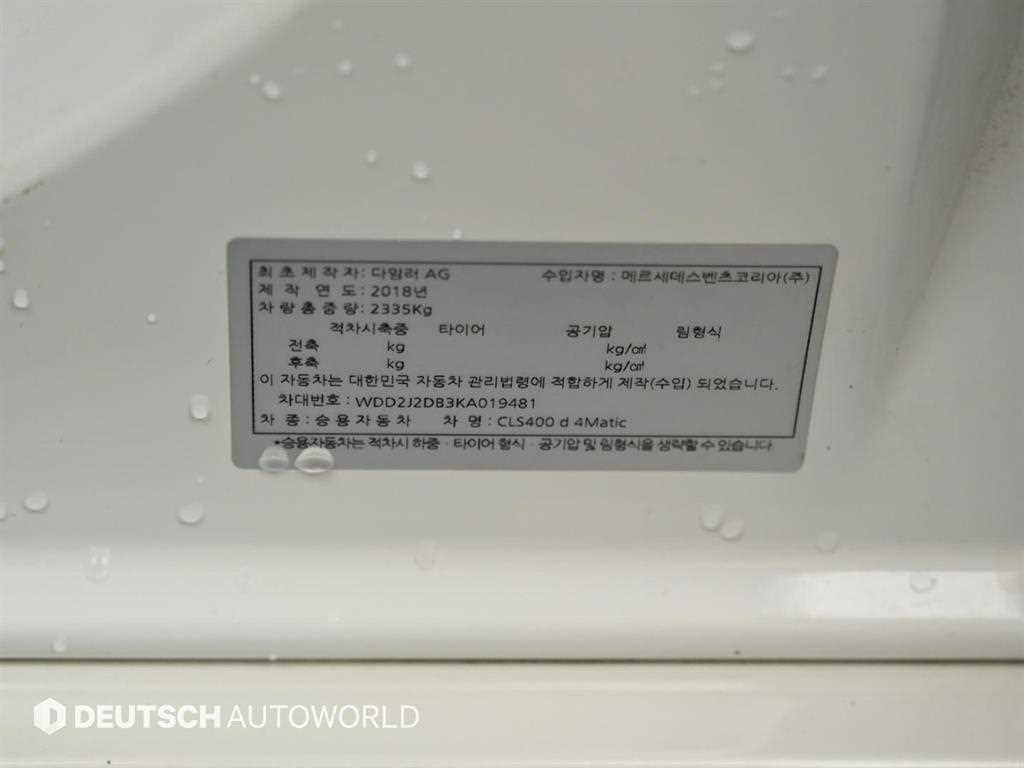 최초제작자: 다임러 AG 수입자명 : 메르세데스벤츠코리아(주)
제 작 연 도: 2018년
차 량 총 중 량: 2335Kg
적차시축중 타이어 공기압 림형식
전축 kg kg/㎠
후축 kg kg/㎠
이 자동차는 대한민국 자동차 관리법령에 적합하게 제작(수입) 되었습니다.
차대번호 : WDD2J2DB3KA019481
차 종 : 승용자동차 차 명 : CLS400 d 4Matic
*승용자동차는 적차시 하중 · 타이어 형식 · 공기압 및 림형식을 생략할 수 있습니다.
DEUTSCH AUTOWORLD